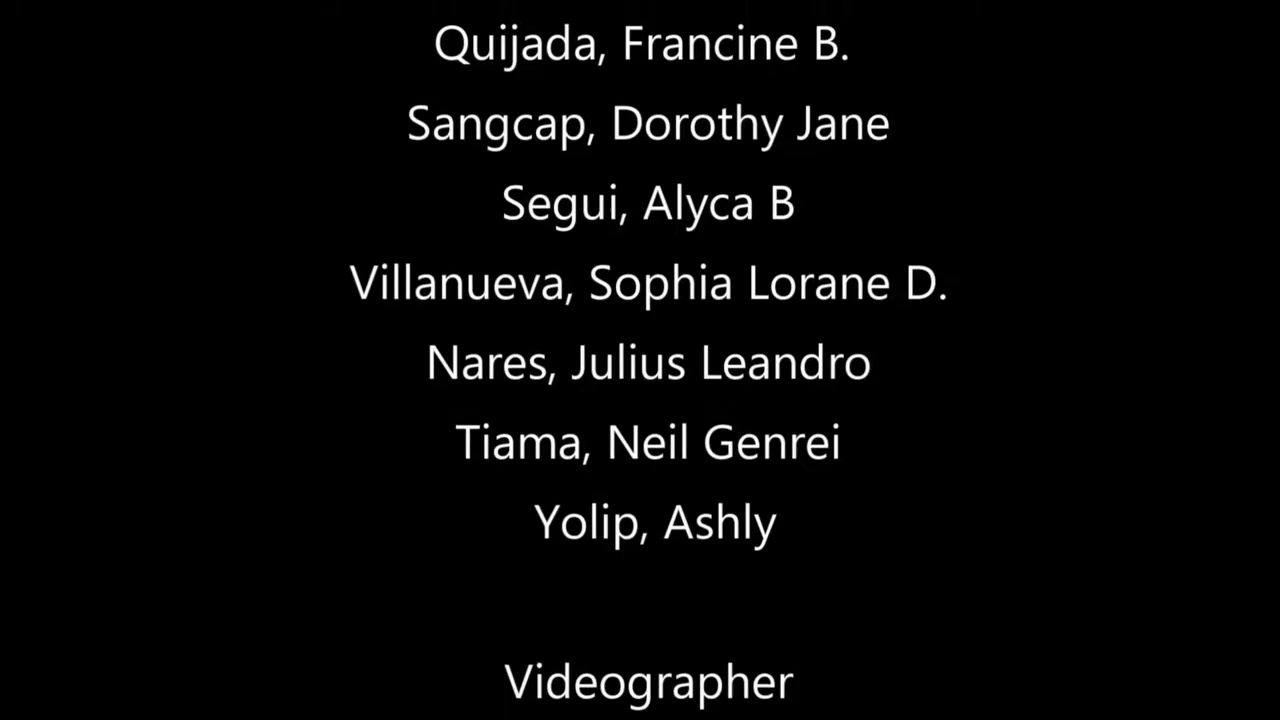 Quijada, Francine B.
Sangcap, Dorothy Jane
Segui, Alyca B
Villanueva, Sophia Lorane D.
Nares, Julius Leandro
Tiama, Neil Genrei
Yolip, Ashly
Videographer